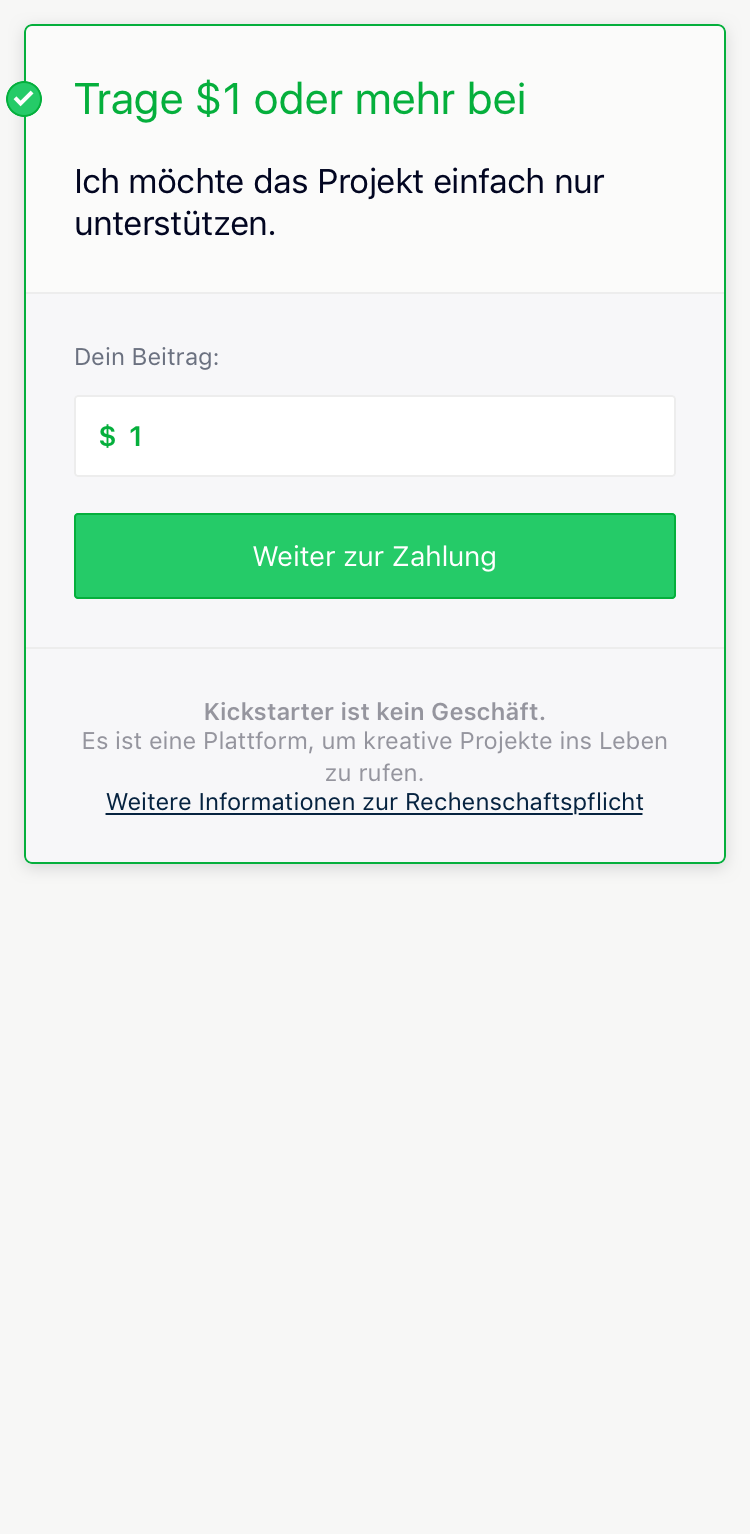 Trage $1 oder mehr bei
Ich möchte das Projekt einfach nur
unterstützen.
Dein Beitrag:
$ 1
Weiter zur Zahlung
Kickstarter ist kein Geschäft.
Es ist eine Plattform, um kreative Projekte ins Leben
zu rufen.
Weitere Informationen zur Rechenschaftspflicht